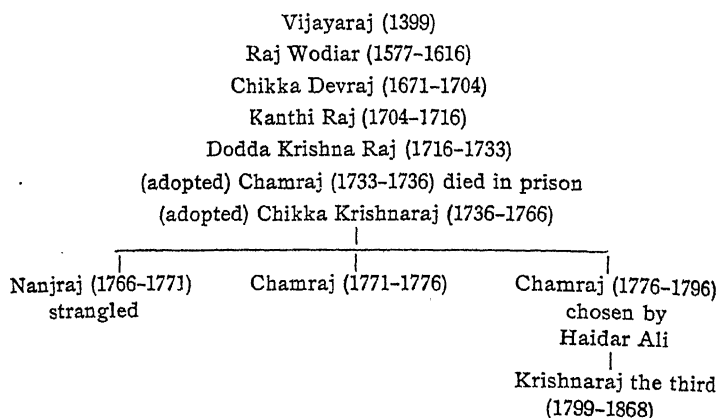 Vijayaraj (1399)
Raj Wodiar (1577–1616)
Chikka Devraj (1671–1704)
Kanthi Raj (1704–1716)
Dodda Krishna Raj (1716–1733)
(adopted) Chamraj (1733–1736) died in prison
(adopted) Chikka Krishnaraj (1736–1766)
Nanjraj (1766–1771)
strangled
Chamraj (1771–1776)
Chamraj (1776–1796)
chosen by
Haidar Ali
Krishnaraj the third
(1799–1868)